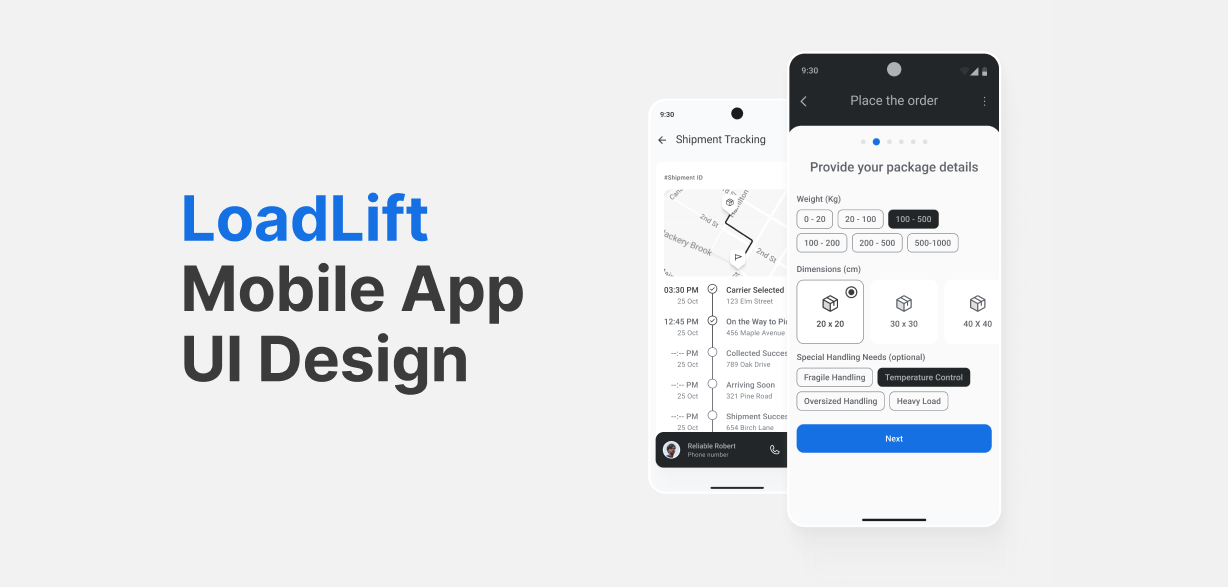 LoadLift
Mobile App
UI Design
9:30
Shipment Tracking
#Shipment ID
2nd St
2nd St
03:30 PM Carrier Selected
25 Oct 123 Elm Street
12:45 PM On the Way to
25 Oct 456 Maple Avenue
--:-- PM Collected
25 Oct 789 Oak Drive
--:-- PM Arriving Soon
25 Oct 321 Pine Road
--:-- PM Shipment
25 Oct 654 Birch Lane
Reliable Robert
Phone number
9:30
Place the order
Provide your package details
Weight (Kg)
0 - 20 20 - 100 100 - 500
100 - 200 200 - 500 500-1000
Dimensions (cm)
20 x 20 30 x 30 40 X 40
Special Handling Needs (optional)
Fragile Handling Temperature Control
Oversized Handling Heavy Load
Next